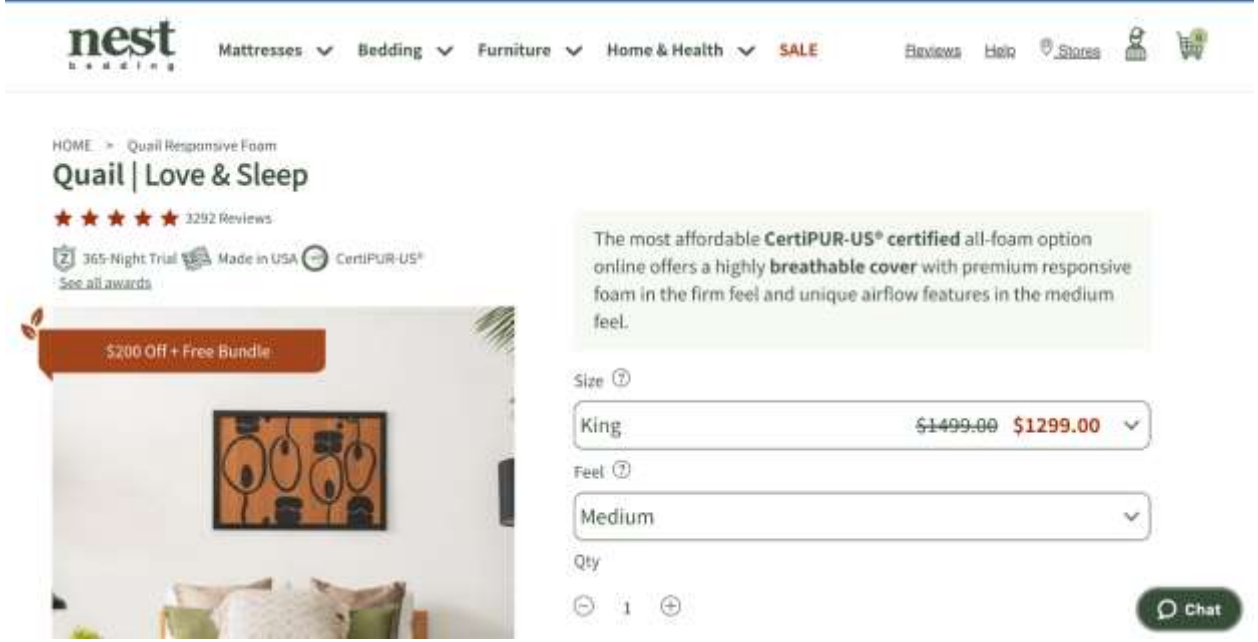 nest
bedding
Mattresses
Bedding
Furniture
Home & Health
SALE
Reviews
Help
Stores
HOME > Quail Responsive Foam
Quail | Love & Sleep
3292 Reviews
365-Night Trial Made in USA CertiPUR-US®
See all awards
$200 Off + Free Bundle
The most affordable CertiPUR-US® certified all-foam option
online offers a highly breathable cover with premium responsive
foam in the firm feel and unique airflow features in the medium
feel.
Size ?
King $1499.00 $1299.00
Feel ?
Medium
Qty
1
Chat